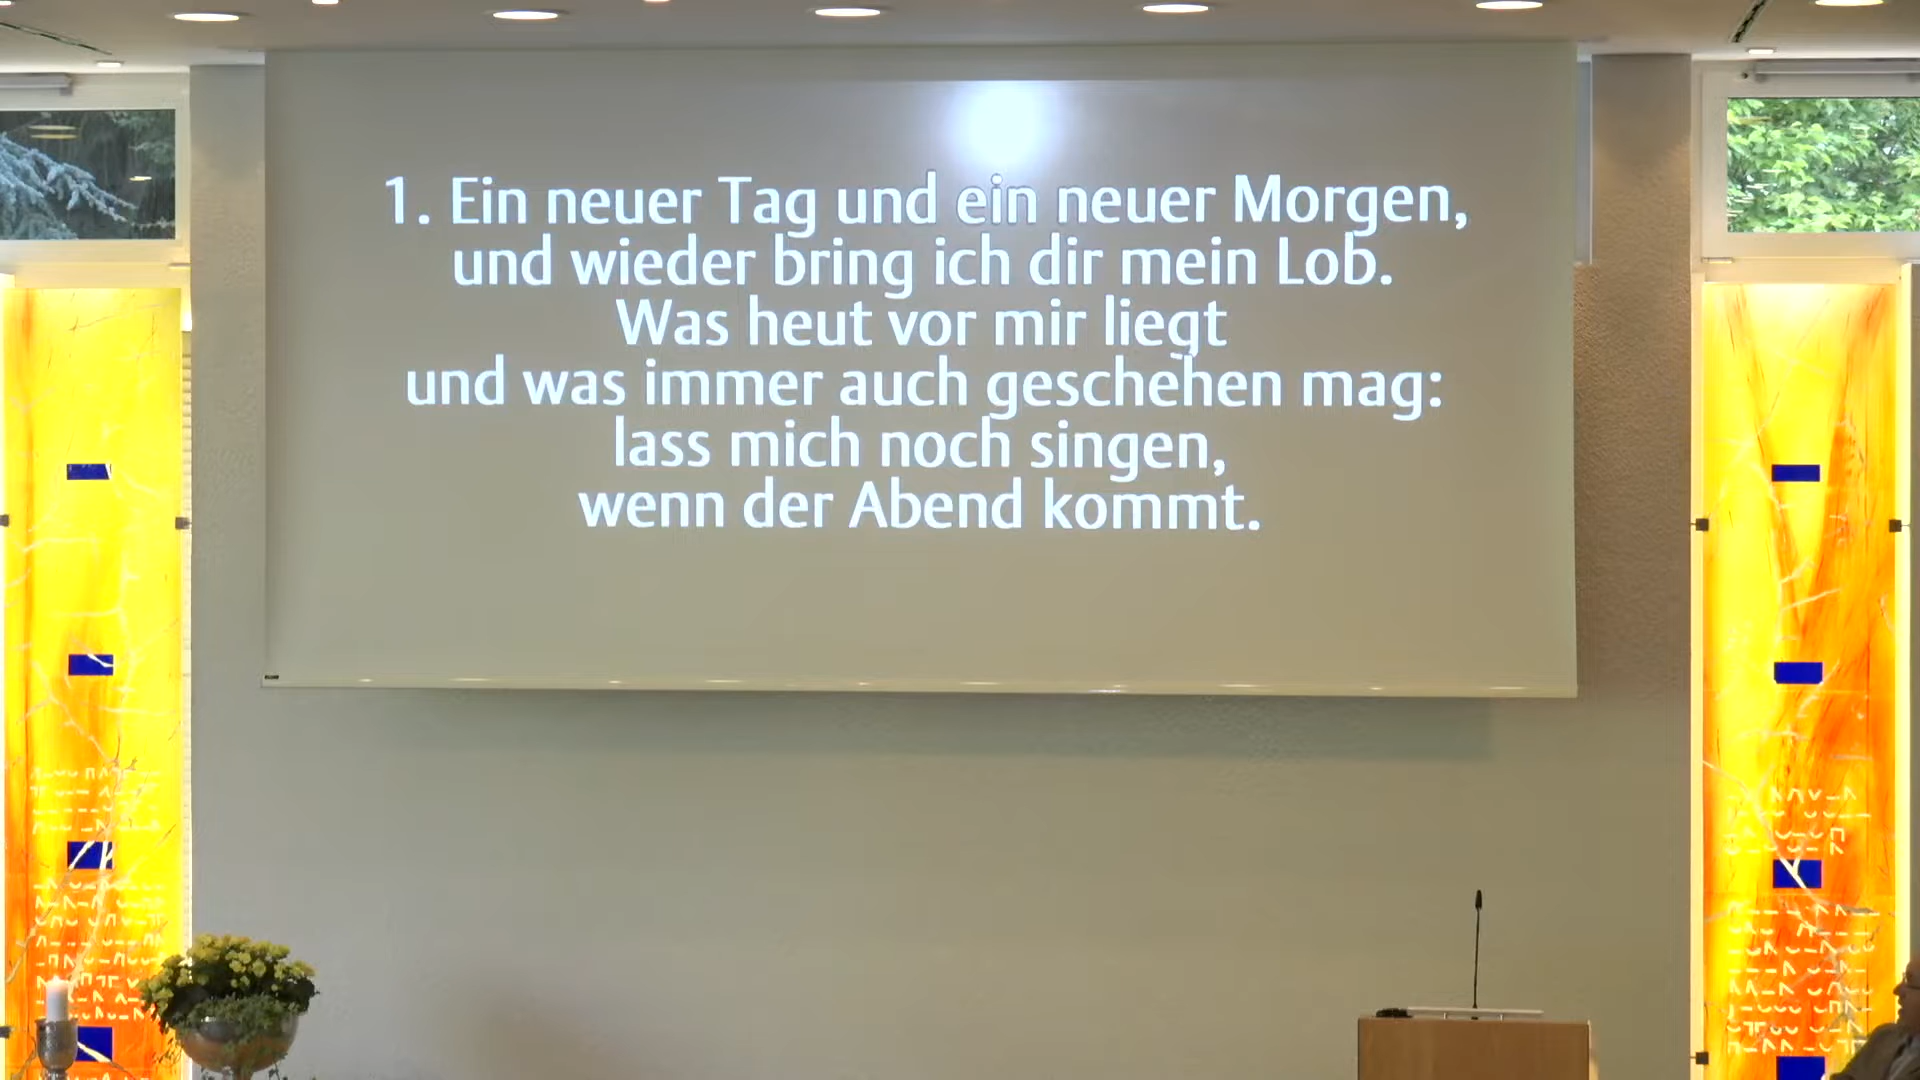 1. Ein neuer Tag und ein neuer Morgen,
und wieder bring ich dir mein Lob.
Was heut vor mir liegt
und was immer auch geschehen mag:
lass mich noch singen,
wenn der Abend kommt.